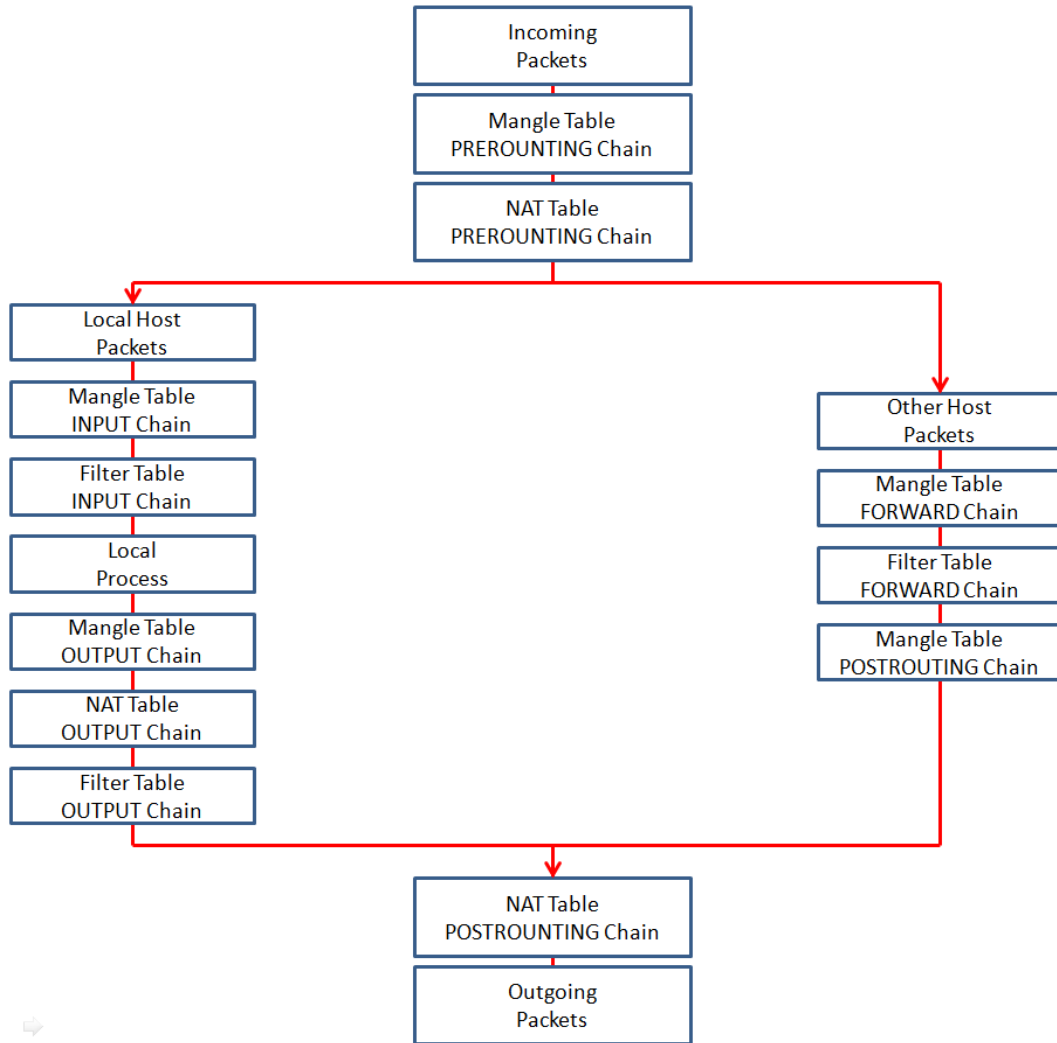 Incoming
Packets
Mangle Table
PREROUNTING Chain
NAT Table
PREROUNTING Chain
Local Host
Packets
Mangle Table
INPUT Chain
Filter Table
INPUT Chain
Local
Process
Mangle Table
OUTPUT Chain
NAT Table
OUTPUT Chain
Filter Table
OUTPUT Chain
Other Host
Packets
Mangle Table
FORWARD Chain
Filter Table
FORWARD Chain
Mangle Table
POSTROUTING Chain
NAT Table
POSTROUNTING Chain
Outgoing
Packets